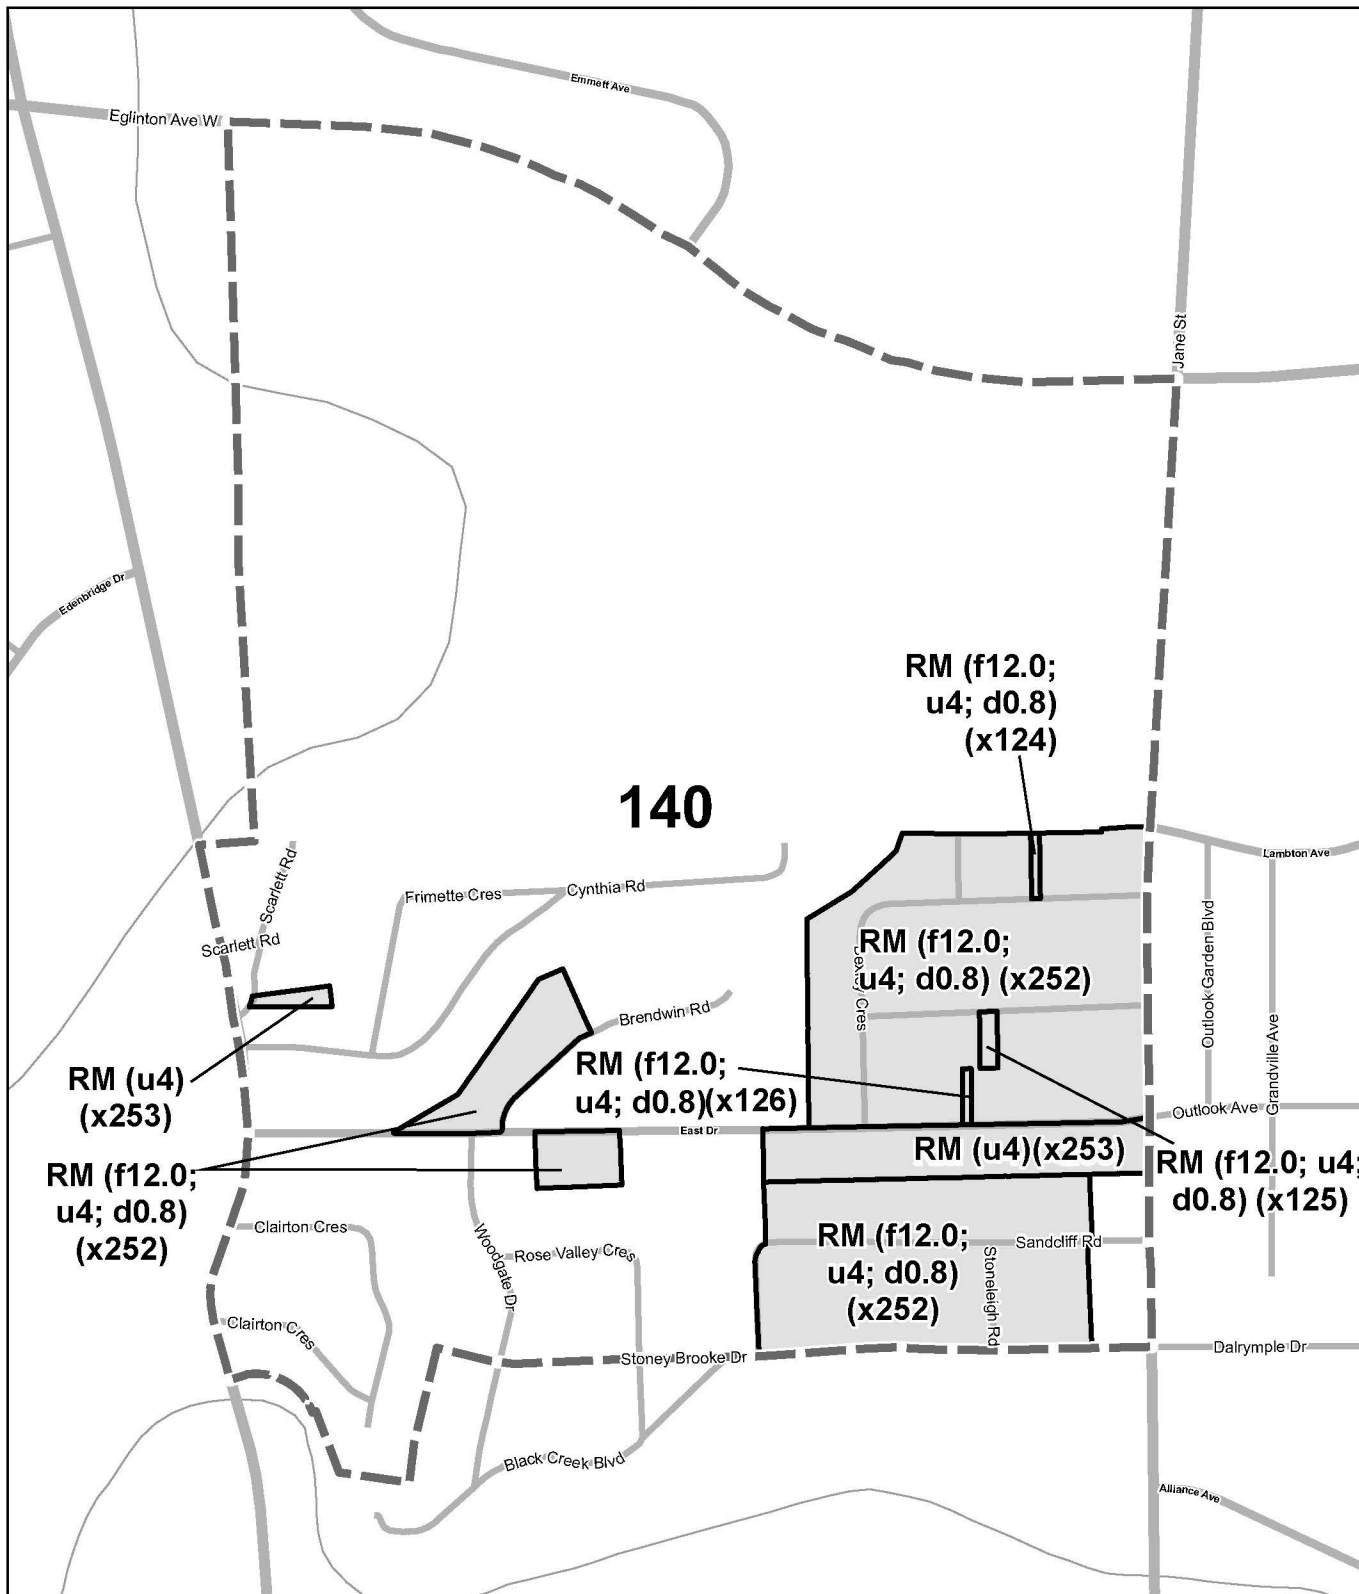 Emmett Ave
Eglinton Ave W
Jane St
Edenbridge Dr
RM (f12.0;
u4; d0.8)
(x124)
140
Lambton Ave
Scarlett Rd
Frimette Cres
Cynthia Rd
Scarlett Rd
Outlook Garden Blvd
RM (f12.0;
u4; d0.8) (x252)
Cres
Brendwin Rd
Grandville Ave
RM (u4)
(x253)
RM (f12.0;
u4; d0.8)(x126)
Outlook Ave
East Dr
RM (u4)(x253)
RM (f12.0; u4;
d0.8) (x125)
RM (f12.0;
u4; d0.8)
(x252)
Clairton Cres
Woodgate Dr
Rose Valley Cres
RM (f12.0;
u4; d0.8)
(x252)
Sandcliff Rd
Stoneleigh Rd
Clairton Cres
Stoney Brooke Dr
Dalrymple Dr
Black Creek Blvd
Alliance Ave